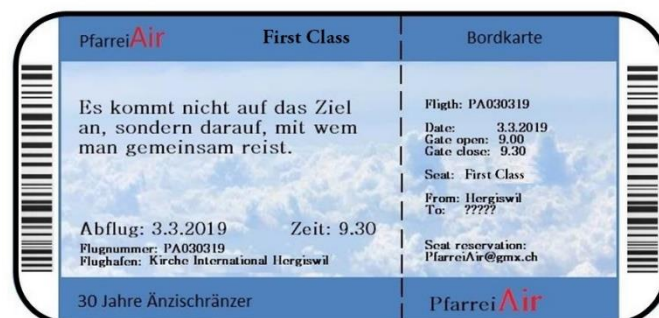 PfarreiAir First Class
Es kommt nicht auf das Ziel
an, sondern darauf, mit wem
man gemeinsam reist.
Abflug: 3.3.2019 Zeit: 9.30
Flugnummer: PA030319
Flughafen: Kirche International Hergiswil
30 Jahre Änzischränzer
Bordkarte
Fligth: PA030319
Date: 3.3.2019
Gate open: 9.00
Gate close: 9.30
Seat: First Class
From: Hergiswil
To: ?????
Seat reservation:
PfarreiAir@gmx.ch
PfarreiAir